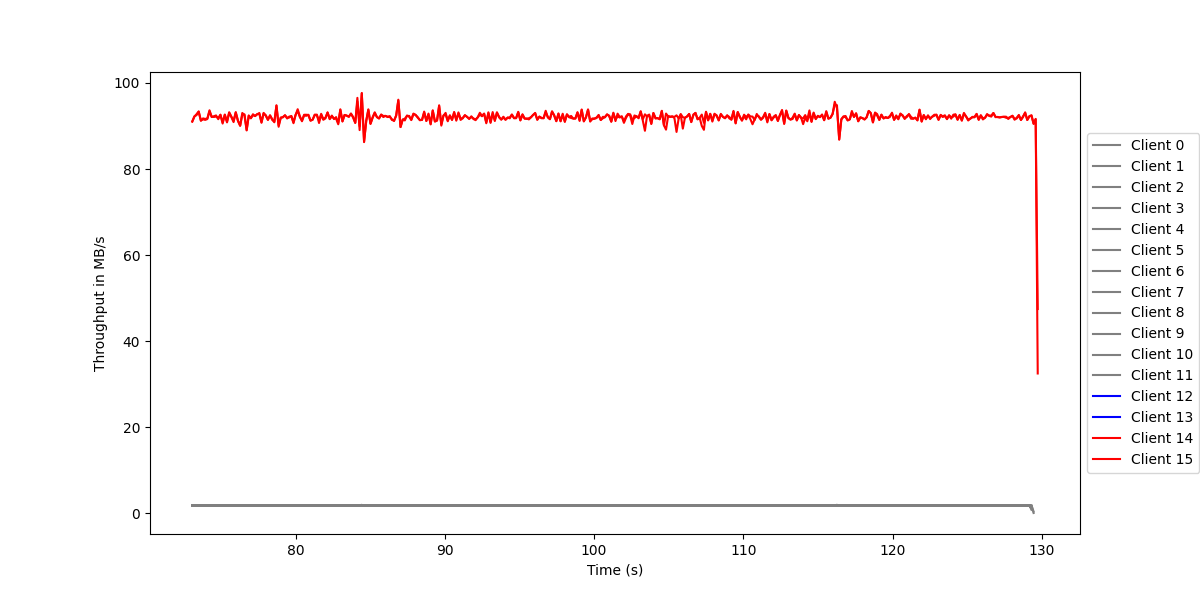 100
80
60
40
20
0
Throughput in MB/s
80 90 100 110 120 130
Time (s)
Client 0
Client 1
Client 2
Client 3
Client 4
Client 5
Client 6
Client 7
Client 8
Client 9
Client 10
Client 11
Client 12
Client 13
Client 14
Client 15